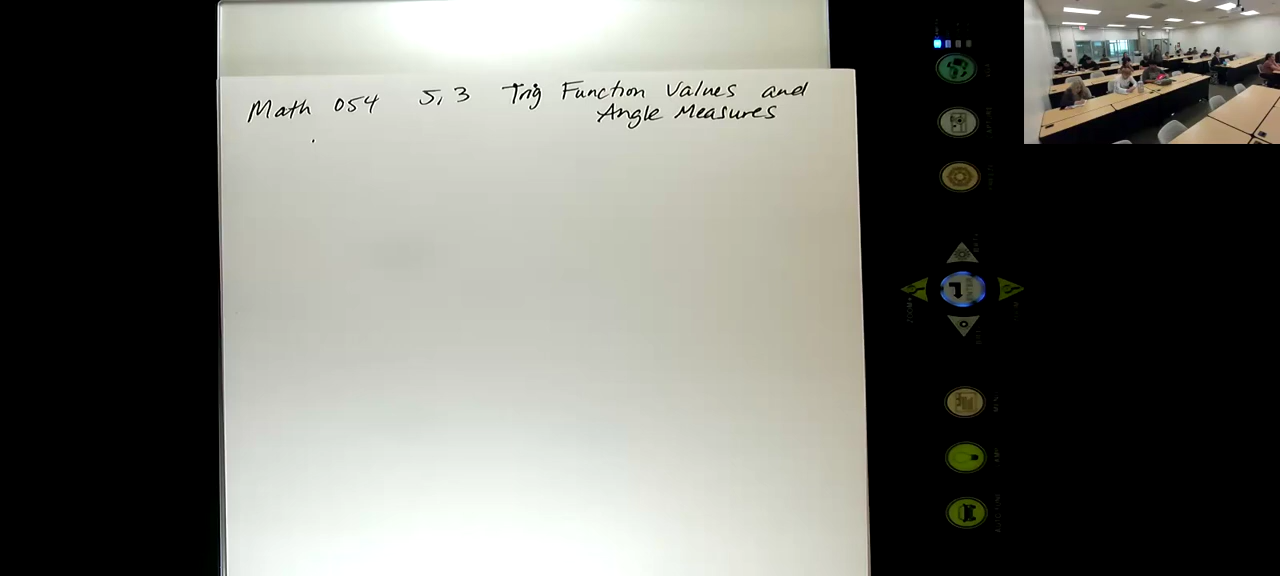 Math 054 5.3 Trig Function Values and
Angle Measures